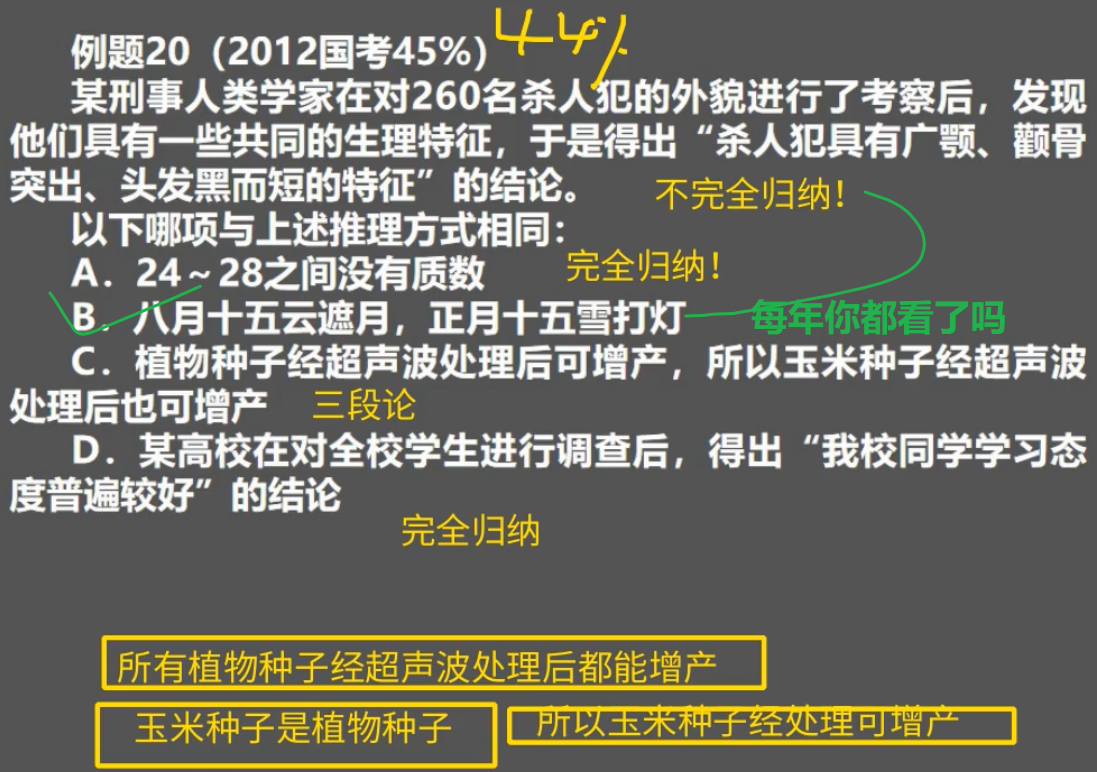 44%
例题20（2012国考45%）
某刑事人类学家在对260名杀人犯的外貌进行了考察后，发现
他们具有一些共同的生理特征，于是得出“杀人犯具有广颚、颧骨
突出、头发黑而短的特征”的结论。
不完全归纳！
以下哪项与上述推理方式相同：
A．24～28之间没有质数
完全归纳！
B．八月十五云遮月，正月十五雪打灯
每年你都看了吗
C．植物种子经超声波处理后可增产，所以玉米种子经超声波
处理后也可增产
三段论
D．某高校在对全校学生进行调查后，得出“我校同学学习态
度普遍较好”的结论
完全归纳
所有植物种子经超声波处理后都能增产
玉米种子是植物种子
所以玉米种子经处理可增产